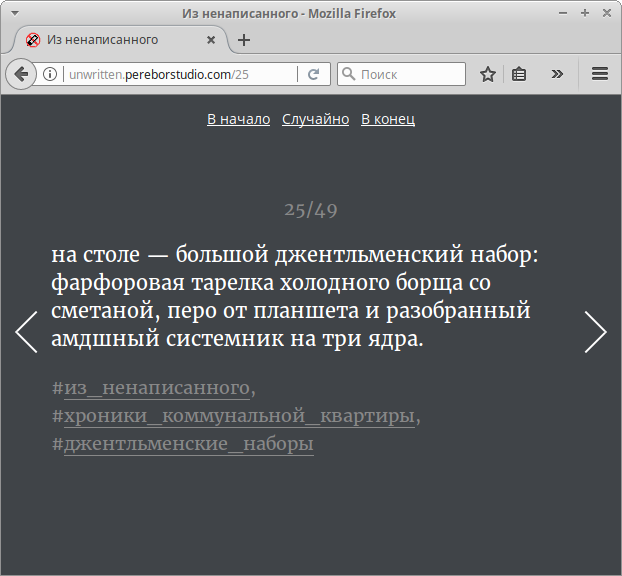 Из ненаписанного - Mozilla Firefox
Из ненаписанного
unwritten.pereborstudio.com/25
Поиск
В начало Случайно В конец
25/49
на столе — большой джентльменский набор:
фарфоровая тарелка холодного борща со
сметаной, перо от планшета и разобранный
амдшный системник на три ядра.
#из_ненаписанного,
#хроники_коммунальной_квартиры,
#джентльменские_наборы